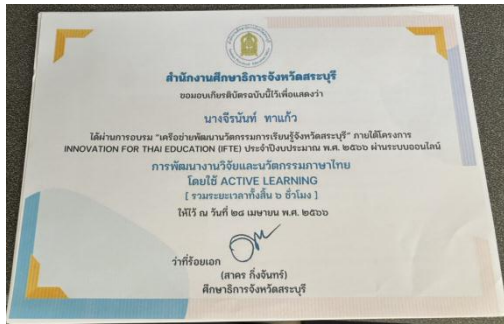 สำนักงานศึกษาธิการจังหวัดสระบุรี
ขอมอบเกียรติบัตรฉบับนี้ไว้เพื่อแสดงว่า
นางจีรนันท์ ทาแก้ว
ได้ผ่านการอบรม "เครือข่ายพัฒนานวัตกรรมการเรียนรู้จังหวัดสระบุรี" ภายใต้โครงการ
INNOVATION FOR THAI EDUCATION (IFTE) ประจำปีงบประมาณ พ.ศ. ๒๕๖๖ ผ่านระบบออนไลน์
การพัฒนางานวิจัยและนวัตกรรมภาษาไทย
โดยใช้ ACTIVE LEARNING
[ รวมระยะเวลาทั้งสิ้น ๖ ชั่วโมง ]
ให้ไว้ ณ วันที่ ๒๘ เมษายน พ.ศ. ๒๕๖๖
ว่าที่ร้อยเอก
(สาคร กิ่งจันทร์)
ศึกษาธิการจังหวัดสระบุรี